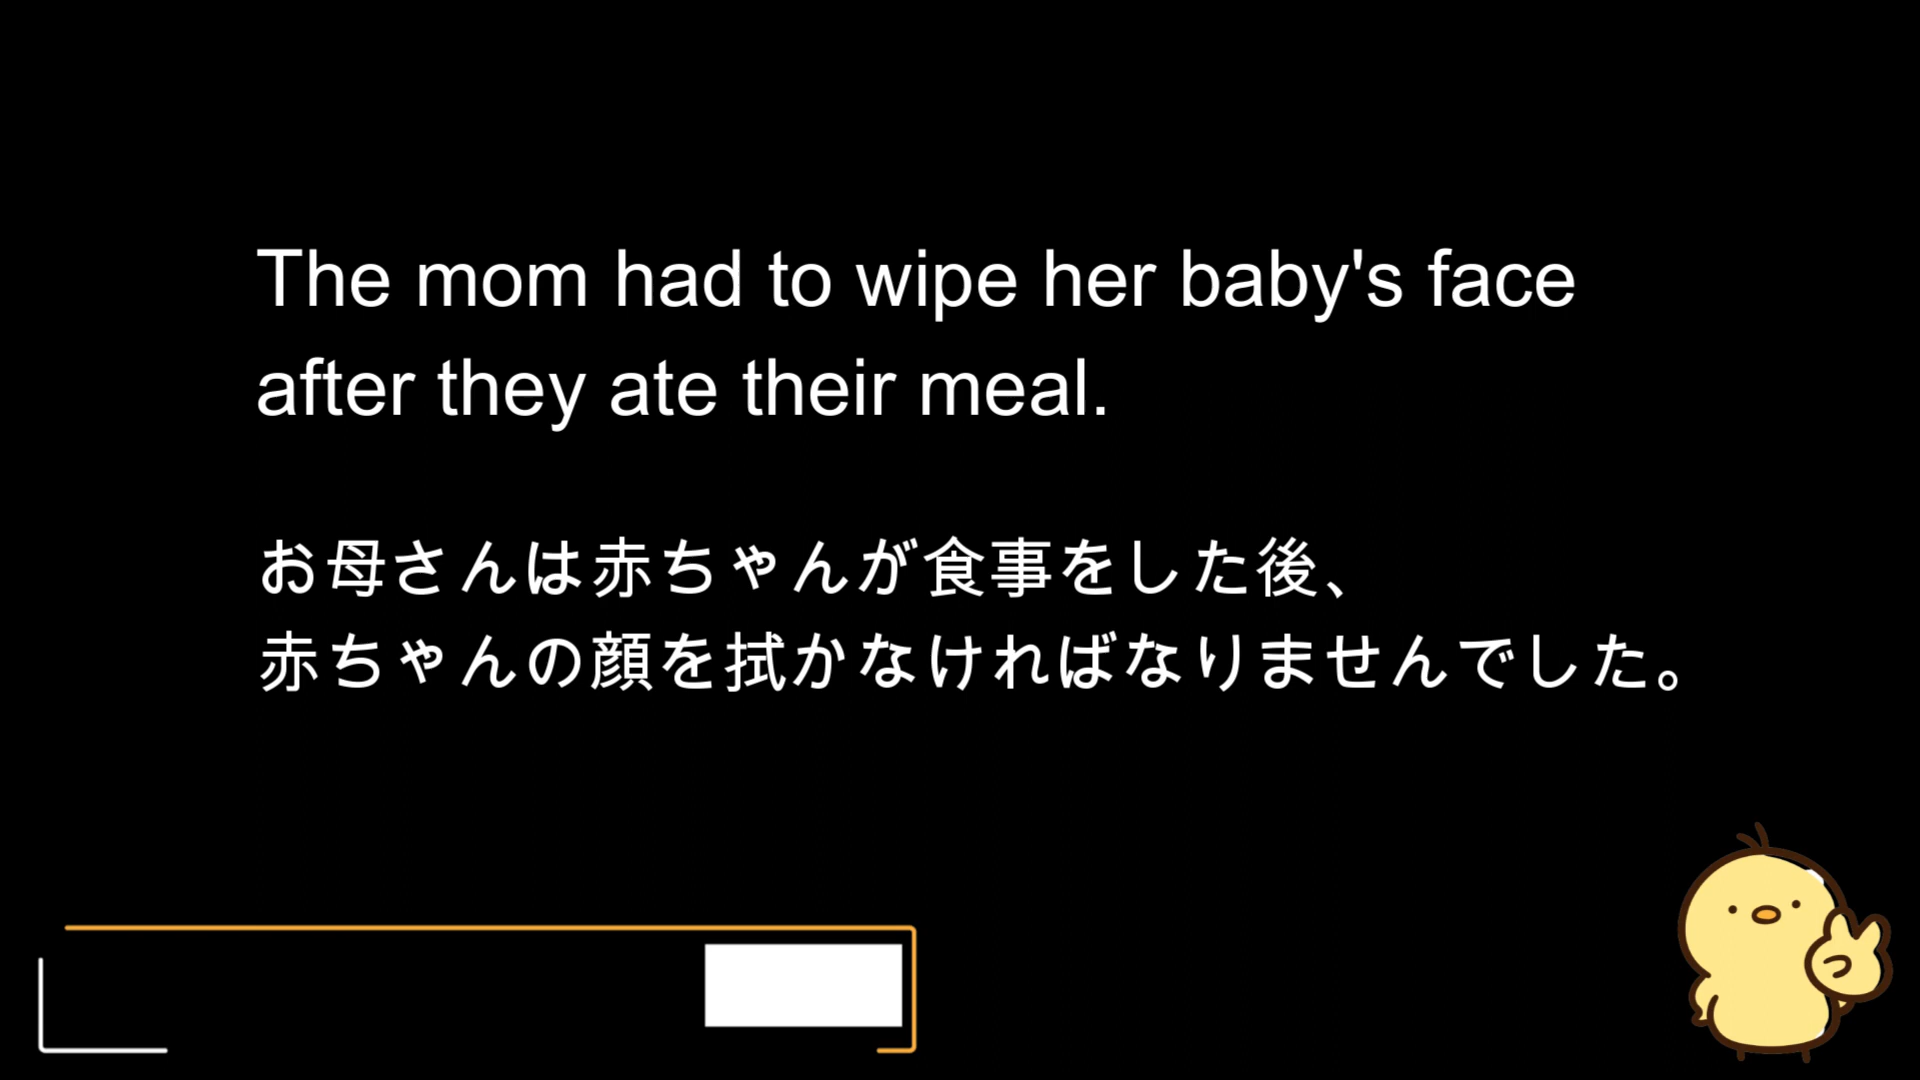 The mom had to wipe her baby's face
after they ate their meal.
お母さんは赤ちゃんが食事をした後、
赤ちゃんの顔を拭かなければなりませんでした。